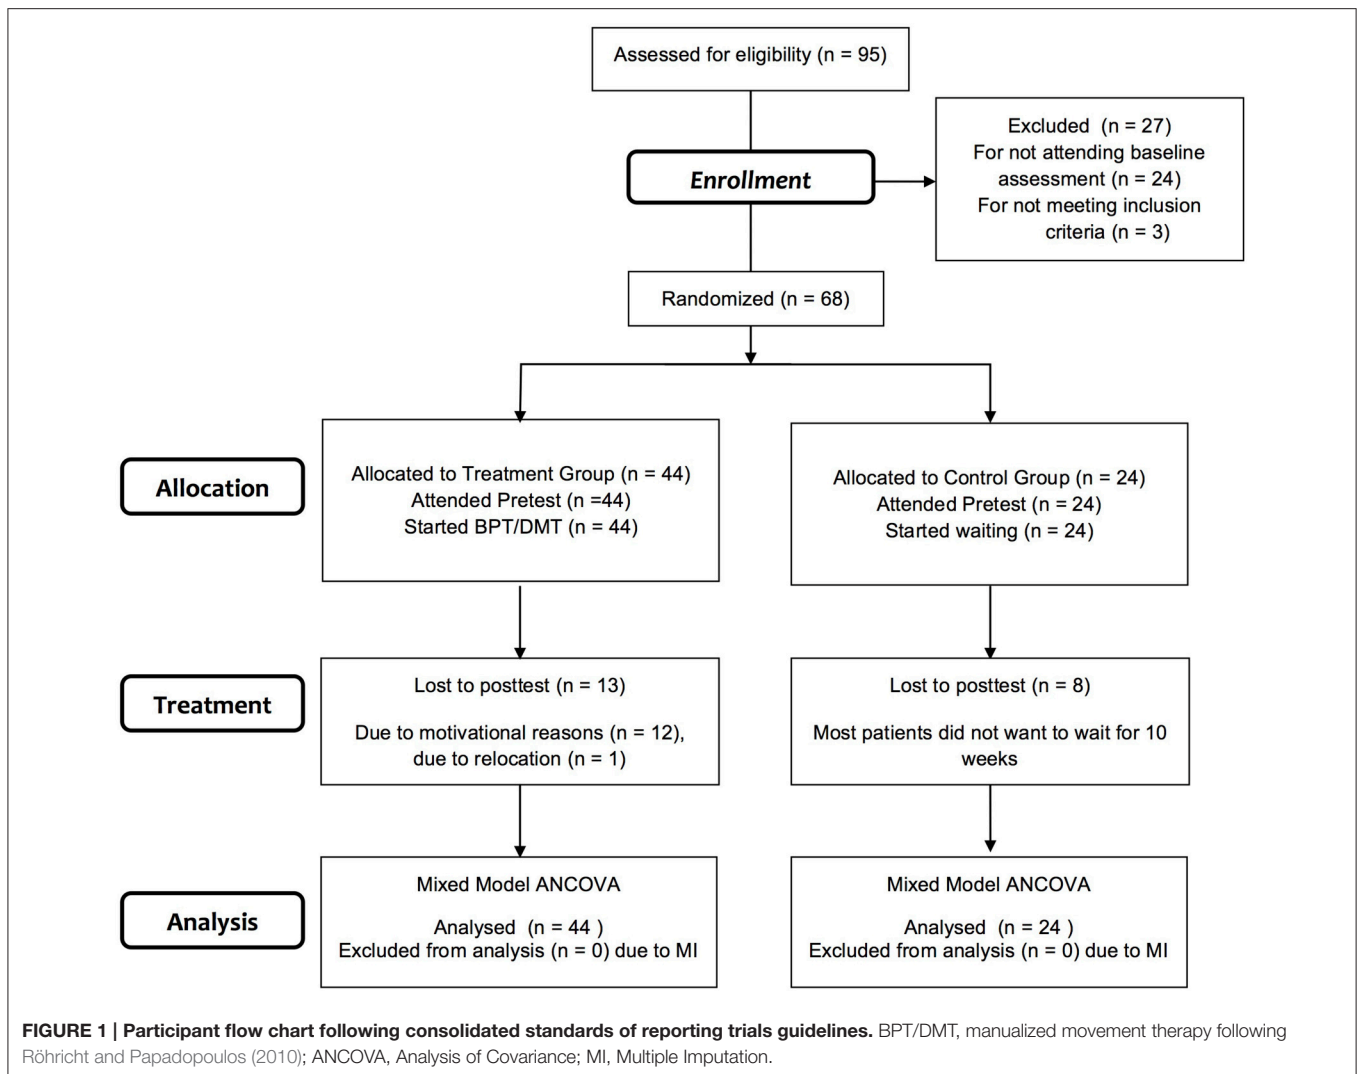 Assessed for eligibility (n = 95)
Enrollment
Excluded (n = 27)
For not attending baseline
assessment (n = 24)
For not meeting inclusion
criteria (n = 3)
Randomized (n = 68)
Allocation
Allocated to Treatment Group (n = 44)
Attended Pretest (n =44)
Started BPT/DMT (n = 44)
Allocated to Control Group (n = 24)
Attended Pretest (n = 24)
Started waiting (n = 24)
Treatment
Lost to posttest (n = 13)
Due to motivational reasons (n = 12),
due to relocation (n = 1)
Lost to posttest (n = 8)
Most patients did not want to wait for 10
weeks
Analysis
Mixed Model ANCOVA
Analysed (n = 44 )
Excluded from analysis (n = 0) due to MI
Mixed Model ANCOVA
Analysed (n = 24 )
Excluded from analysis (n = 0) due to MI
FIGURE 1 | Participant flow chart following consolidated standards of reporting trials guidelines. BPT/DMT, manualized movement therapy following
Röhricht and Papadopoulos (2010); ANCOVA, Analysis of Covariance; MI, Multiple Imputation.